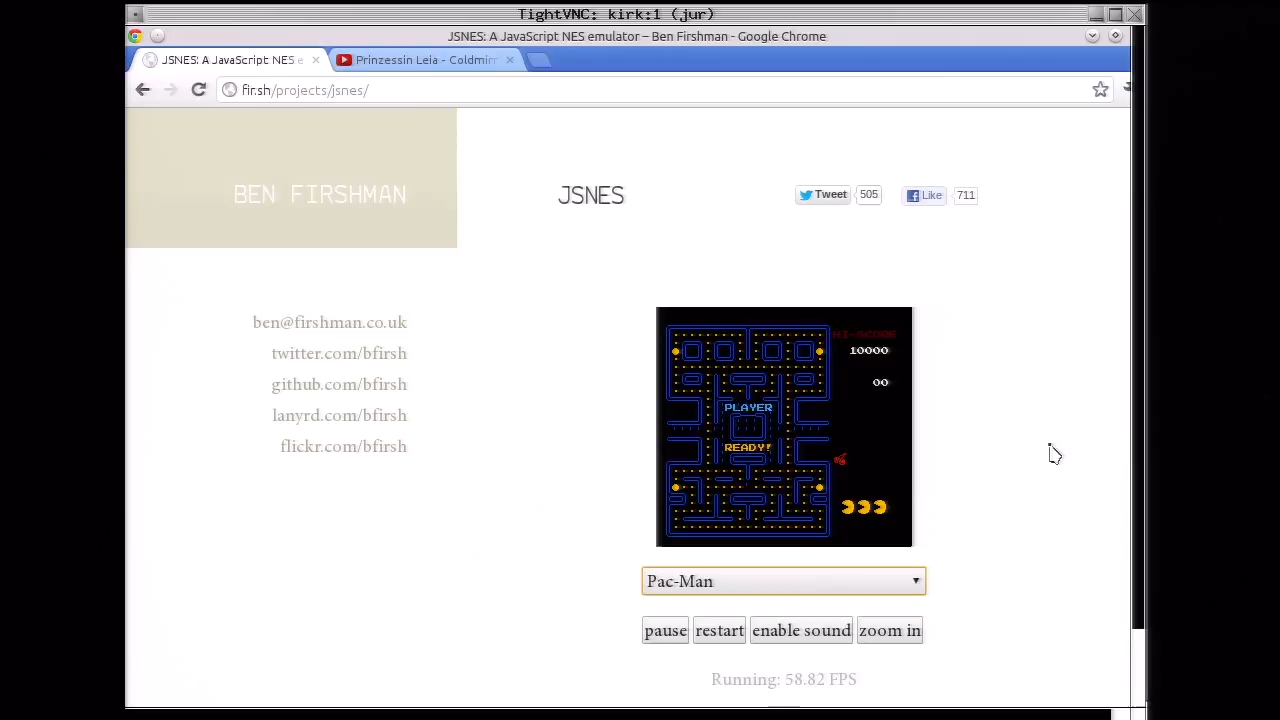 TightVNC: kirk:1 (jur)
JSNES: A JavaScript NES emulator – Ben Firshman - Google Chrome
JSNES: A JavaScript NES e
Prinzessin Leia - Coldmir
fir.sh/projects/jsnes/
BEN FIRSHMAN
JSNES
Tweet 505
Like 711
ben@firshman.co.uk
twitter.com/bfirsh
github.com/bfirsh
lanyrd.com/bfirsh
flickr.com/bfirsh
HI-SCORE
10000
00
PLAYER
READY!
Pac-Man
pause
restart
enable sound
zoom in
Running: 58.82 FPS